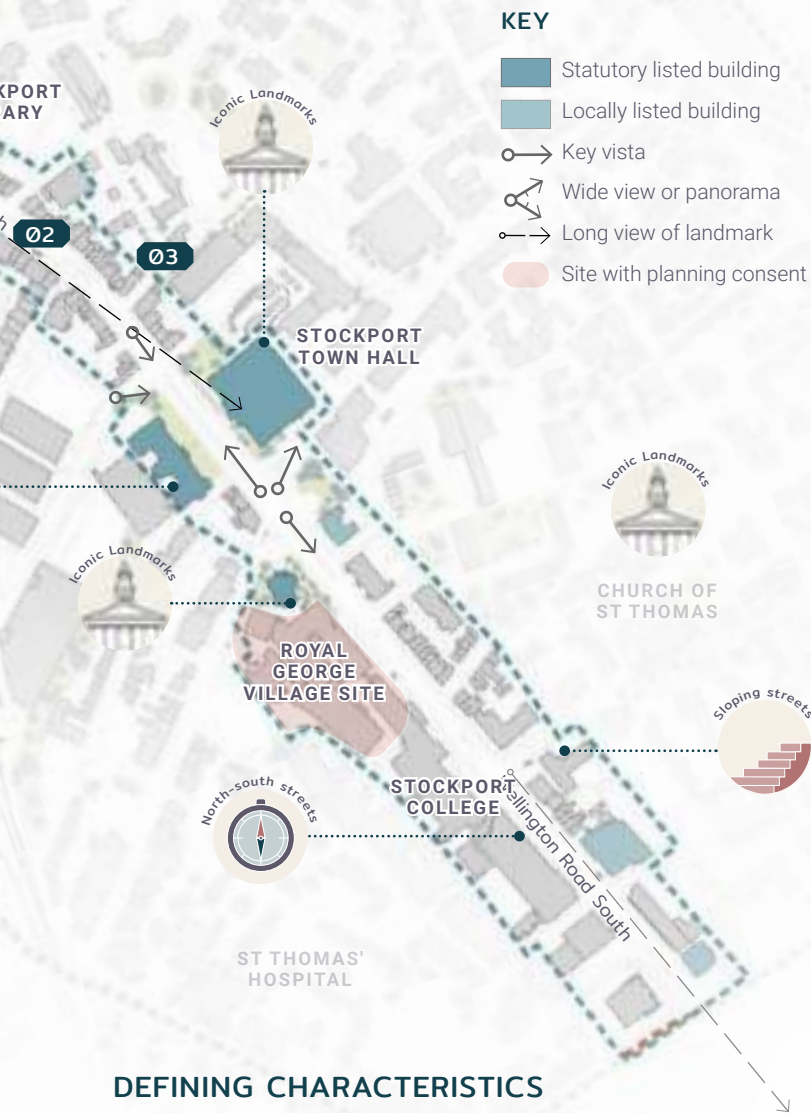 KEY
Statutory listed building
Locally listed building
Key vista
Wide view or panorama
Long view of landmark
Site with planning consent
KPORT
ARY
Iconic Landmarks
02
03
STOCKPORT
TOWN HALL
Iconic Landmarks
CHURCH OF
ST THOMAS
Iconic Landmarks
ROYAL
GEORGE
VILLAGE SITE
Sloping streets
STOCKPORT
COLLEGE
North-south streets
Wellington Road South
ST THOMAS'
HOSPITAL
DEFINING CHARACTERISTICS